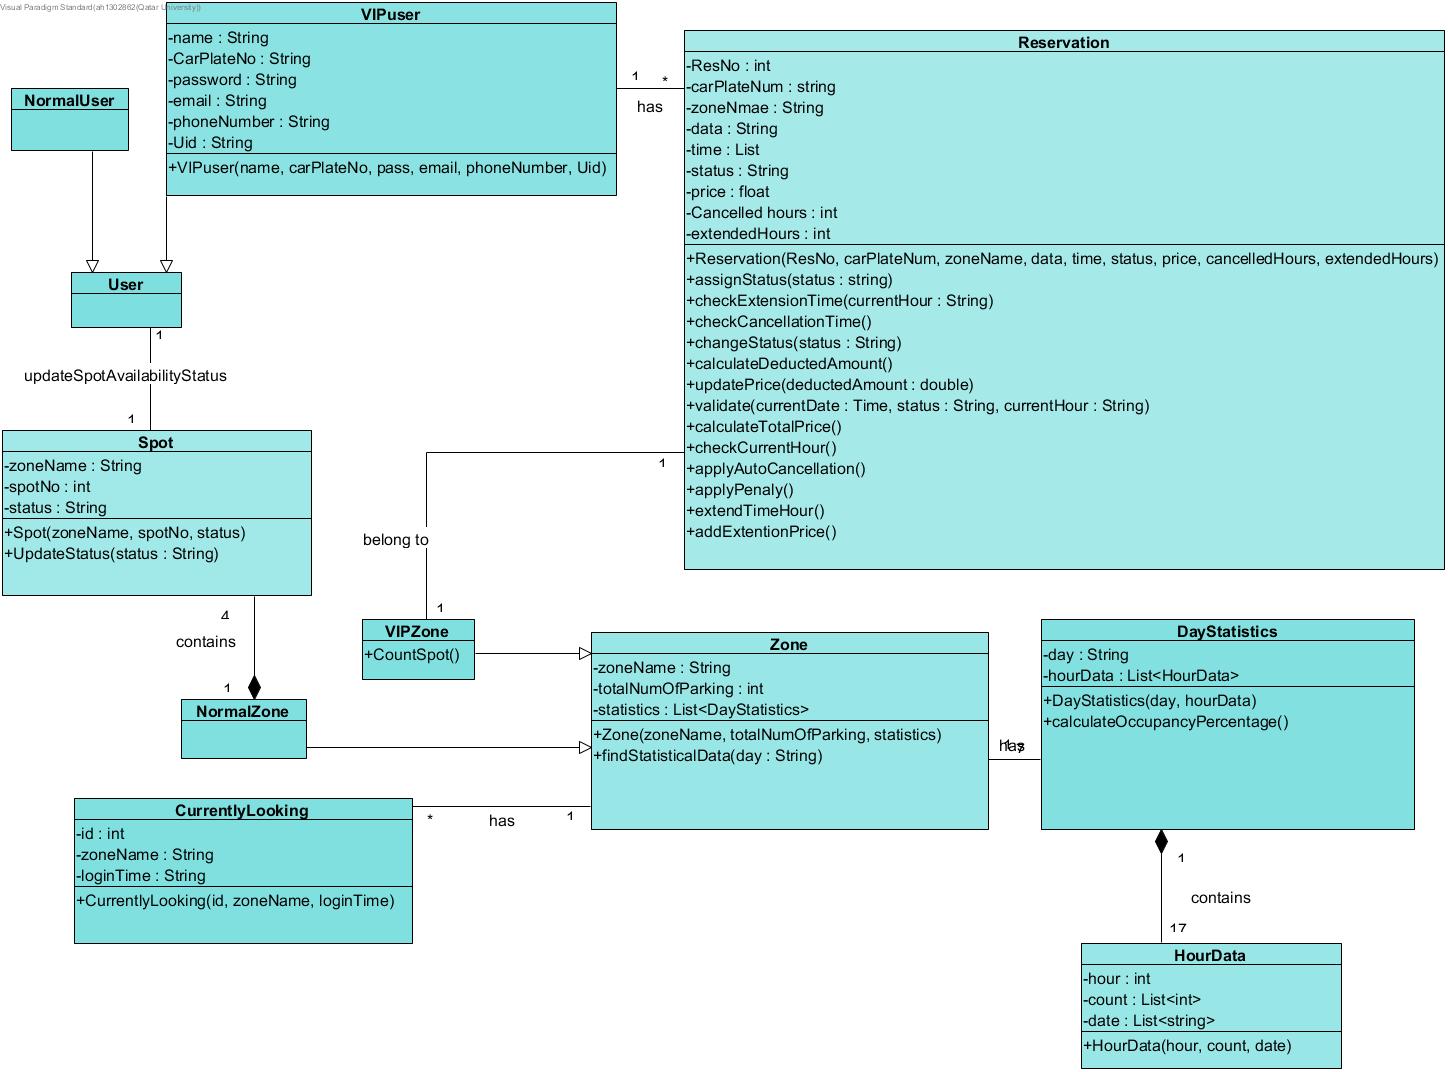 Visual Paradigm Standard(ah1302862(Qatar University))
VIPuser
-name : String
-CarPlateNo : String
-password : String
-email : String
-phoneNumber : String
-Uid : String
+VIPuser(name, carPlateNo, pass, email, phoneNumber, Uid)
NormalUser
1
*
has
Reservation
-ResNo : int
-carPlateNum : string
-zoneNmae : String
-data : String
-time : List
-status : String
-price : float
-Cancelled hours : int
-extendedHours : int
+Reservation(ResNo, carPlateNum, zoneName, data, time, status, price, cancelledHours, extendedHours)
+assignStatus(status : string)
+checkExtensionTime(currentHour : String)
+checkCancellationTime()
+changeStatus(status : String)
+calculateDeductedAmount()
+updatePrice(deductedAmount : double)
+validate(currentDate : Time, status : String, currentHour : String)
+calculateTotalPrice()
+checkCurrentHour()
+applyAutoCancellation()
+applyPenaly()
+extendTimeHour()
+addExtentionPrice()
User
1
updateSpotAvailabilityStatus
1
Spot
-zoneName : String
-spotNo : int
-status : String
+Spot(zoneName, spotNo, status)
+UpdateStatus(status : String)
1
belong to
1
4
contains
1
VIPZone
+CountSpot()
NormalZone
Zone
-zoneName : String
-totalNumOfParking : int
-statistics : List<DayStatistics>
+Zone(zoneName, totalNumOfParking, statistics)
+findStatisticalData(day : String)
has
DayStatistics
-day : String
-hourData : List<HourData>
+DayStatistics(day, hourData)
+calculateOccupancyPercentage()
CurrentlyLooking
-id : int
-zoneName : String
-loginTime : String
+CurrentlyLooking(id, zoneName, loginTime)
*
has
1
1
contains
17
HourData
-hour : int
-count : List<int>
-date : List<string>
+HourData(hour, count, date)